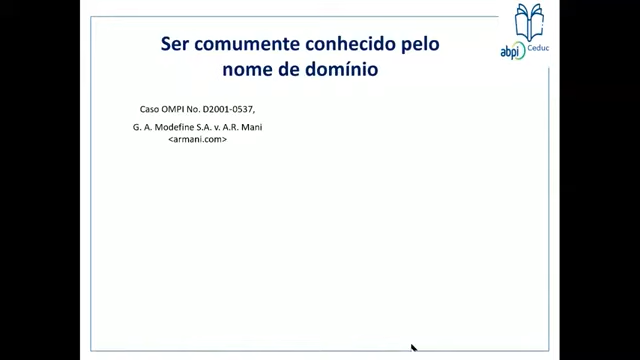 Ser comumente conhecido pelo
nome de domínio
abpi
Ceduc
Caso OMPI No. D2001-0537,
G. A. Modefine S.A. v. A.R. Mani
<armani.com>